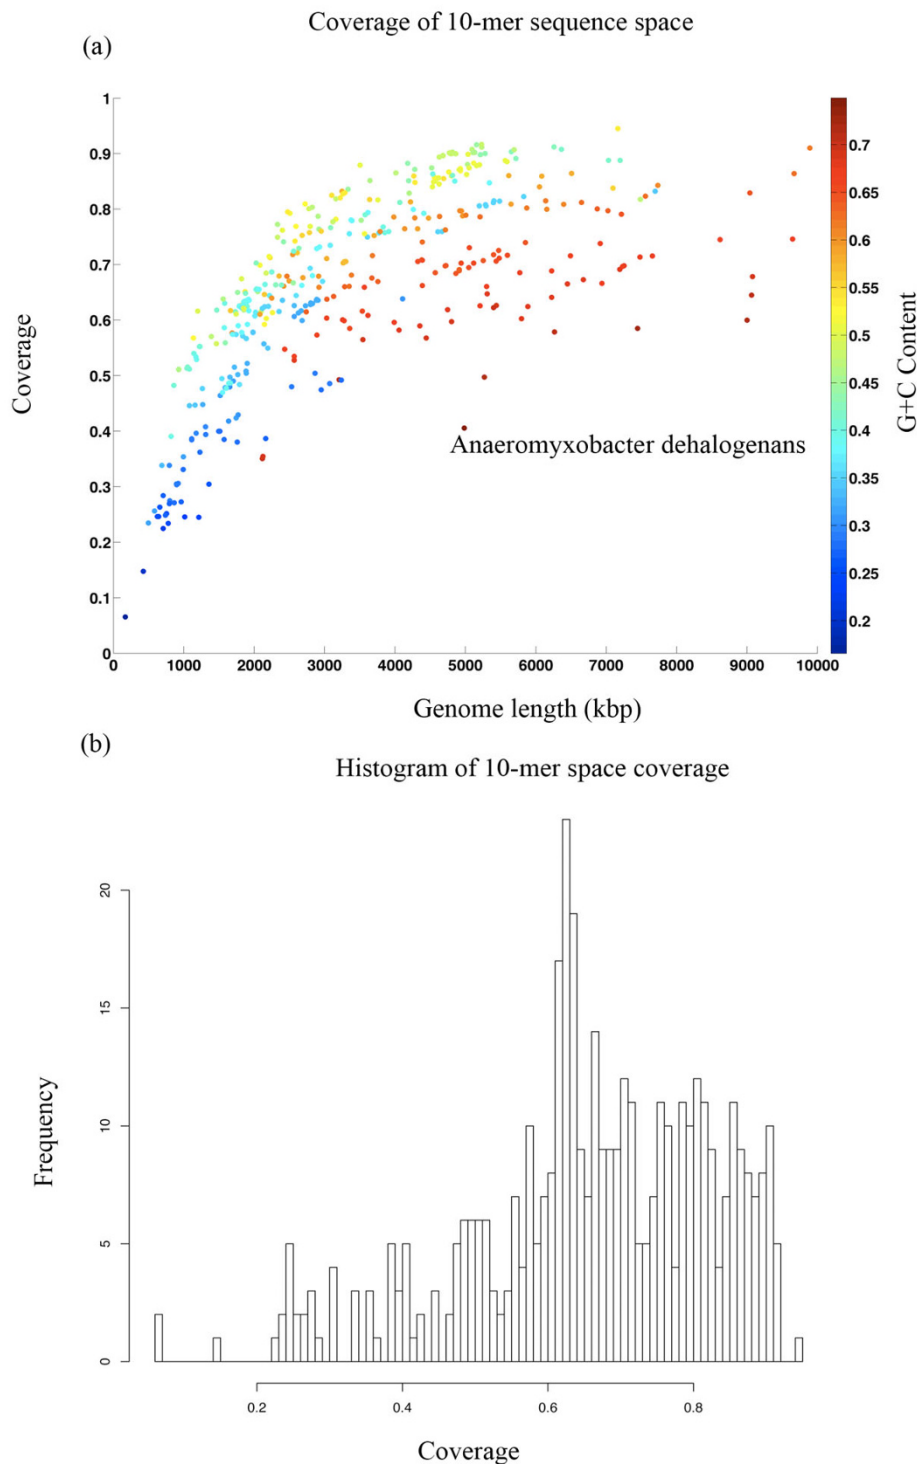 Coverage of 10-mer sequence space
(a)
1
0.9
0.8
0.7
0.6
0.5
0.4
0.3
0.2
0.1
0
Coverage
0 1000 2000 3000 4000 5000 6000 7000 8000 9000 10000
Genome length (kbp)
Anaeromyxobacter dehalogenans
0.7
0.65
0.6
0.55
0.5
0.45
0.4
0.35
0.3
0.25
0.2
G+C Content
(b)
Histogram of 10-mer space coverage
20
15
10
5
0
Frequency
0.2 0.4 0.6 0.8
Coverage